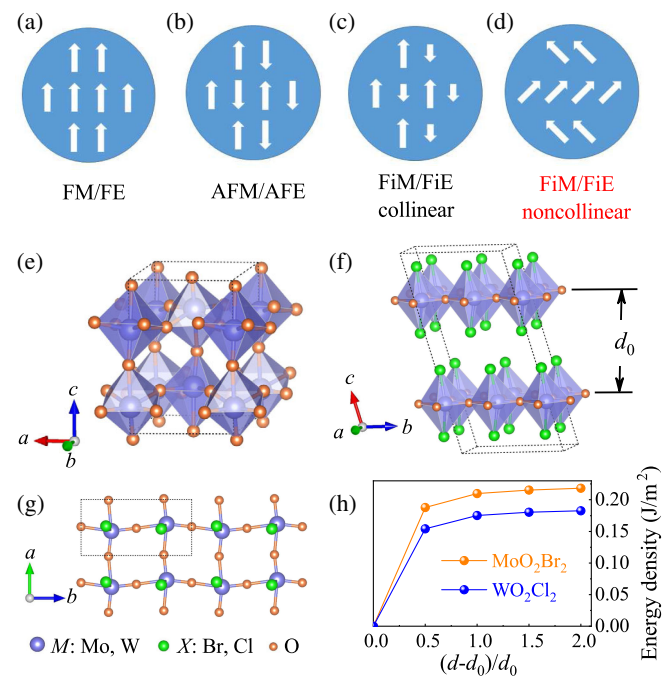 (a) (b) (c) (d)
FM/FE
AFM/AFE
FiM/FiE
collinear
FiM/FiE
noncollinear
(e)
c
a
b
(f)
d₀
c
a
b
(g)
a
b
M: Mo, W X: Br, Cl O
(h)
MoO₂Br₂
WO₂Cl₂
0.20
0.15
0.10
0.05
0.00
Energy density (J/m²)
0.0 0.5 1.0 1.5 2.0
(d-d₀)/d₀